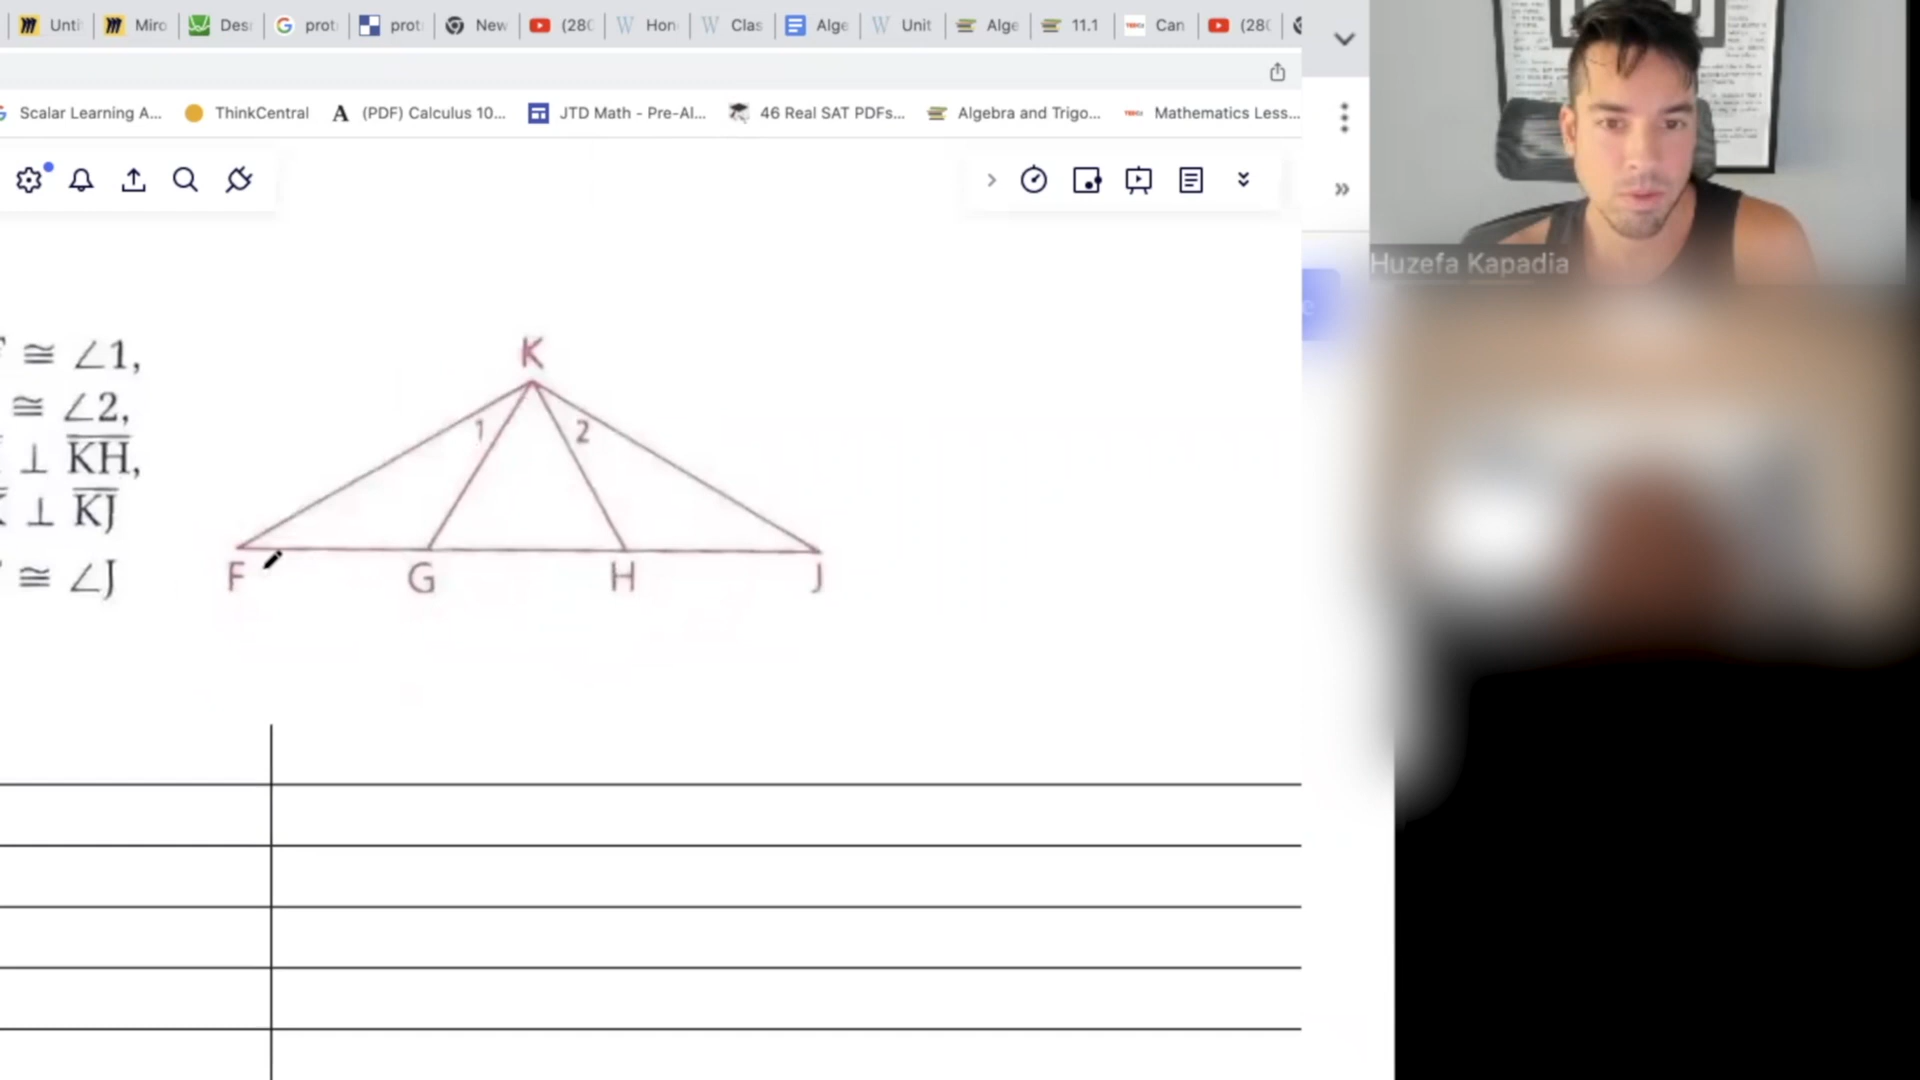 Unti Miro Desi prot prot New (280 Hon Clas Alge Unit Alge 11.1 Can (280
Scalar Learning A... ThinkCentral (PDF) Calculus 10... JTD Math - Pre-Al... 46 Real SAT PDFs... Algebra and Trigo... Mathematics Less...
Huzefa Kapadia
≅ ∠1,
≅ ∠2,
⊥ KH,
⊥ KJ
≅ ∠J
K
1 2
F G H J